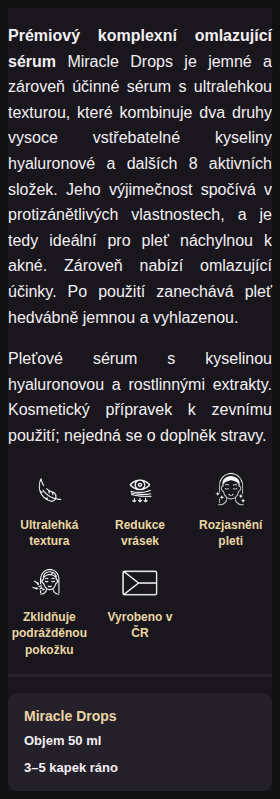 Prémiový komplexní omlazující
sérum Miracle Drops je jemné a
zároveň účinné sérum s ultralehkou
texturou, které kombinuje dva druhy
vysoce vstřebatelné kyseliny
hyaluronové a dalších 8 aktivních
složek. Jeho výjimečnost spočívá v
protizánětlivých vlastnostech, a je
tedy ideální pro pleť náchylnou k
akné. Zároveň nabízí omlazující
účinky. Po použití zanechává pleť
hedvábně jemnou a vyhlazenou.
Pleťové sérum s kyselinou
hyaluronovou a rostlinnými extrakty.
Kosmetický přípravek k zevnímu
použití; nejedná se o doplněk stravy.
Ultralehká
textura
Redukce
vrásek
Rozjasnění
pleti
Zklidňuje
podrážděnou
pokožku
Vyrobeno v
ČR
Miracle Drops
Objem 50 ml
3–5 kapek ráno